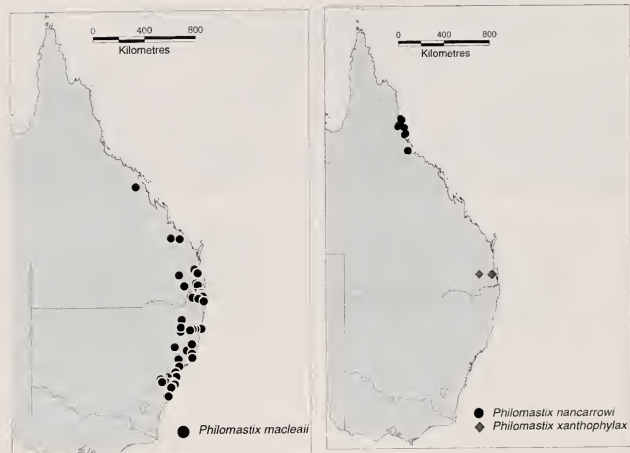 0 400 800
Kilometres
Philomastix macleaii
0 400 800
Kilometres
Philomastix nancarrowi
Philomastix xanthophylax